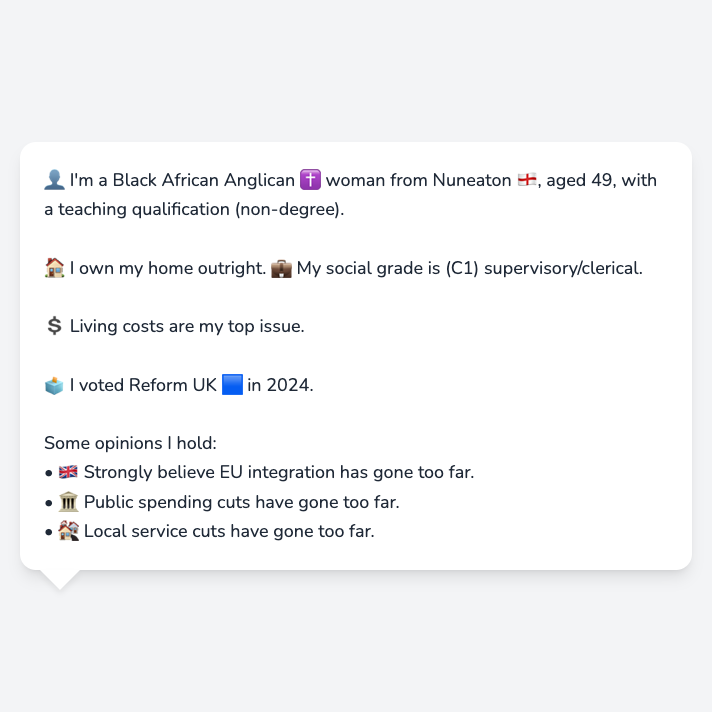 👤 I'm a Black African Anglican ✝️ woman from Nuneaton 🏴󠁧󠁢󠁥󠁮󠁧󠁿, aged 49, with
a teaching qualification (non-degree).
🏠 I own my home outright. 💼 My social grade is (C1) supervisory/clerical.
💲 Living costs are my top issue.
🗳️ I voted Reform UK 🟦 in 2024.
Some opinions I hold:
• 🇬🇧 Strongly believe EU integration has gone too far.
• 🏛️ Public spending cuts have gone too far.
• 🏘️ Local service cuts have gone too far.